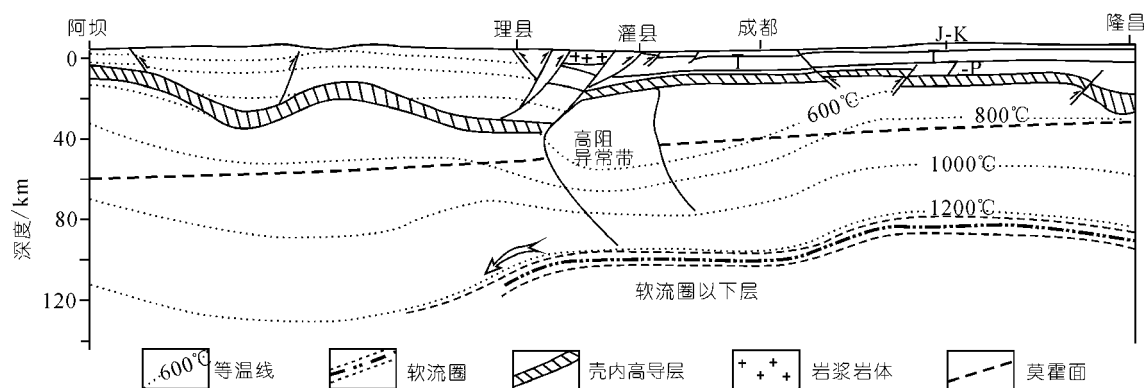 阿坝 理县 灌县 成都 隆昌
J-K
T
T
Z-P
0
40
80
120
深度/km
600℃
800℃
1000℃
1200℃
高阻
异常带
软流圈以下层
600℃ 等温线 软流圈 壳内高导层 岩浆岩体 莫霍面